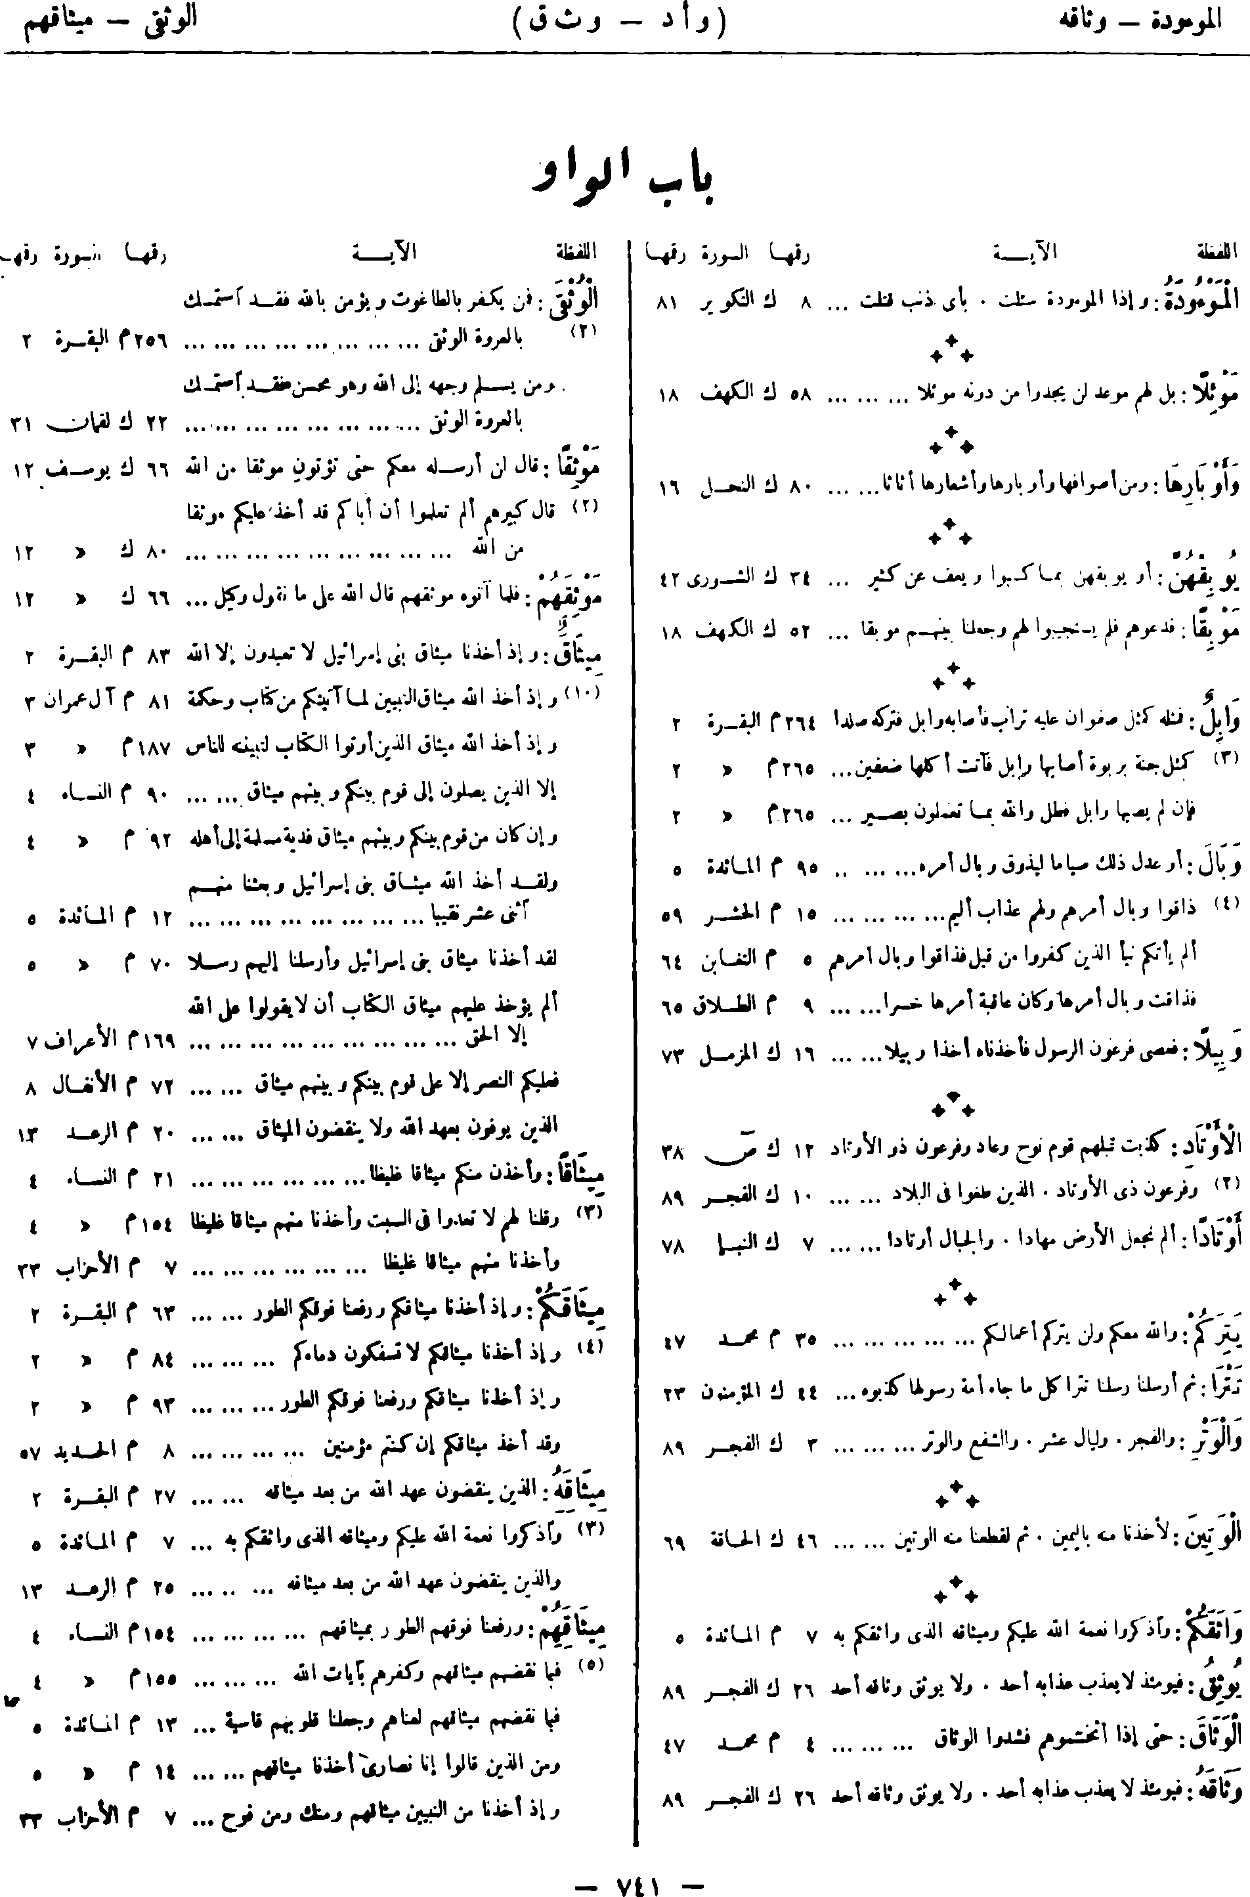 الموءودة — وثاقه
(وأد — وثق)
الوثقى — ميثاقهم
باب الواو
اللفظة الآية رقها السورة رقها
الْمَوْءُودَةُ : وإذا الموءودة سئلت . بأى ذنب قتلت ... ٨ ك التكوير ٨١
مَوْئِلًا : بل لهم موعد لن يجدوا من دونه موئلا ... ... ... ٥٨ ك الكهف ١٨
وَأَوْبَارِهَا : ومن أصوافها وأوبارها وأشعارها أثاثا ... ... ٨٠ ك النحل ١٦
يُوبِقْهُنَّ : أو يوبقهن بما كسبوا ويعف عن كثير ... ٣٤ ك الشورى ٤٢
مَوْبِقًا : فدعوهم فلم يستجيبوا لهم وجعلنا بينهم موبقا ... ٥٢ ك الكهف ١٨
وَابِلٌ : فمثله كمثل صفوان عليه تراب فأصابه وابل فتركه صلدا ٢٦٤ م البقرة ٢
(٣) كمثل جنة بربوة أصابها وابل فآتت أكلها ضعفين ... ٢٦٥ م » ٢
فإن لم يصبها وابل فطل والله بما تعملون بصير ... ٢٦٥ م » ٢
وَبَالَ : أو عدل ذلك صياما ليذوق وبال أمره ... ... .. ٩٥ م المائدة ٥
(٤) ذاقوا وبال أمرهم ولهم عذاب أليم ... ... ... ... ١٥ م الحشر ٥٩
ألم يأتكم نبأ الذين كفروا من قبل فذاقوا وبال أمرهم ٥ م التغابن ٦٤
فذاقت وبال أمرها وكان عاقبة أمرها خسرا ... ... ٩ م الطلاق ٦٥
وَبِيلًا : فعصى فرعون الرسول فأخذناه أخذا وبيلا ... ... ١٦ ك المزمل ٧٣
الْأَوْتَادِ : كذبت قبلهم قوم نوح وعاد وفرعون ذو الأوتاد ١٢ ك صٓ ٣٨
(٢) وفرعون ذى الأوتاد . الذين طغوا فى البلاد ... ... ١٠ ك الفجر ٨٩
أَوْتَادًا : ألم نجعل الأرض مهادا . والجبال أوتادا ... ... ٧ ك النبإ ٧٨
يَتِرَكُمْ : والله معكم ولن يتركم أعمالكم ... ... ... ... ... ٣٥ م محمد ٤٧
تَتْرَا : ثم أرسلنا رسلنا تترا كل ما جاء أمة رسولها كذبوه ... ٤٤ ك المؤمنون ٢٣
وَالْوَتْرِ : والفجر . وليال عشر . والشفع والوتر ... ... ... ٣ ك الفجر ٨٩
الْوَتِينَ : لأخذنا منه باليمين . ثم لقطعنا منه الوتين ... ... ٤٦ ك الحاقة ٦٩
وَاثَقَكُمْ : وٱذكروا نعمة الله عليكم وميثاقه الذى واثقكم به ٧ م المائدة ٥
يُوثِقُ : فيومئذ لا يعذب عذابه أحد . ولا يوثق وثاقه أحد ٢٦ ك الفجر ٨٩
الْوَثَاقَ : حتى إذا أثخنتموهم فشدوا الوثاق ... ... ... ٤ م محمد ٤٧
وَثَاقَهُ : فيومئذ لا يعذب عذابه أحد . ولا يوثق وثاقه أحد ٢٦ ك الفجر ٨٩
اللفظة الآية رقها السورة رقها
الْوُثْقَى : فمن يكفر بالطاغوت ويؤمن بالله فقد ٱستمسك
(٢) بالعروة الوثقى ... ... ... ... ... ... ... ... ٢٥٦ م البقرة ٢
ومن يسلم وجهه إلى الله وهو محسن فقد ٱستمسك
بالعروة الوثقى ... ... ... ... ... ... ... ... ٢٢ ك لقمان ٣١
مَوْثِقًا : قال لن أرسله معكم حتى تؤتون موثقا من الله ٦٦ ك يوسف ١٢
(٢) قال كبيرهم ألم تعلموا أن أباكم قد أخذ عليكم موثقا
من الله ... ... ... ... ... ... ... ... ... ٨٠ ك » ١٢
مَوْثِقَهُمْ : فلما آتوه موثقهم قال الله على ما نقول وكيل ... ٦٦ ك » ١٢
مِيثَاقَ : وإذ أخذنا ميثاق بنى إسرائيل لا تعبدون إلا الله ٨٣ م البقرة ٢
(١٠) وإذ أخذ الله ميثاق النبيين لما آتيتكم من كتاب وحكمة ٨١ م آل عمران ٣
وإذ أخذ الله ميثاق الذين أوتوا الكتاب لتبيننه للناس ١٨٧ م » ٣
إلا الذين يصلون إلى قوم بينكم وبينهم ميثاق ... ... ٩٠ م النساء ٤
وإن كان من قوم بينكم وبينهم ميثاق فدية مسلمة إلى أهله ٩٢ م » ٤
ولقد أخذ الله ميثاق بنى إسرائيل وبعثنا منهم
ٱثنى عشر نقيبا ... ... ... ... ... ... ... ... ١٢ م المائدة ٥
لقد أخذنا ميثاق بنى إسرائيل وأرسلنا إليهم رسلا ٧٠ م » ٥
ألم يؤخذ عليهم ميثاق الكتاب أن لا يقولوا على الله
إلا الحق ... ... ... ... ... ... ... ... ... ١٦٩ م الأعراف ٧
فعليكم النصر إلا على قوم بينكم وبينهم ميثاق ... ... ٧٢ م الأنفال ٨
الذين يوفون بعهد الله ولا ينقضون الميثاق ... ... ٢٠ م الرعد ١٣
مِيثَاقًا : وأخذن منكم ميثاقا غليظا ... ... ... ... ... ... ٢١ م النساء ٤
(٣) وقلنا لهم لا تعدوا فى السبت وأخذنا منهم ميثاقا غليظا ١٥٤ م » ٤
وأخذنا منهم ميثاقا غليظا ... ... ... ... ... ... ٧ م الأحزاب ٣٣
مِيثَاقَكُمْ : وإذ أخذنا ميثاقكم ورفعنا فوقكم الطور ... ... ٦٣ م البقرة ٢
(٤) وإذ أخذنا ميثاقكم لا تسفكون دماءكم ... ... ... ٨٤ م » ٢
وإذ أخذنا ميثاقكم ورفعنا فوقكم الطور ... ... ... ٩٣ م » ٢
وقد أخذ ميثاقكم إن كنتم مؤمنين ... ... ... ... ٨ م الحديد ٥٧
مِيثَاقِهِ : الذين ينقضون عهد الله من بعد ميثاقه ... ... ٢٧ م البقرة ٢
(٣) وٱذكروا نعمة الله عليكم وميثاقه الذى واثقكم به ... ٧ م المائدة ٥
والذين ينقضون عهد الله من بعد ميثاقه ... .. ... ٢٥ م الرعد ١٣
مِيثَاقِهِمْ : ورفعنا فوقهم الطور بميثاقهم ... ... ... ... ١٥٤ م النساء ٤
(٥) فبما نقضهم ميثاقهم وكفرهم بآيات الله ... ... ... ١٥٥ م » ٤
فبما نقضهم ميثاقهم لعناهم وجعلنا قلوبهم قاسية ... ١٣ م المائدة ٥
ومن الذين قالوا إنا نصارى أخذنا ميثاقهم ... ... ١٤ م » ٥
وإذ أخذنا من النبيين ميثاقهم ومنك ومن نوح ... ٧ م الأحزاب ٣٣
— ٧٤١ —